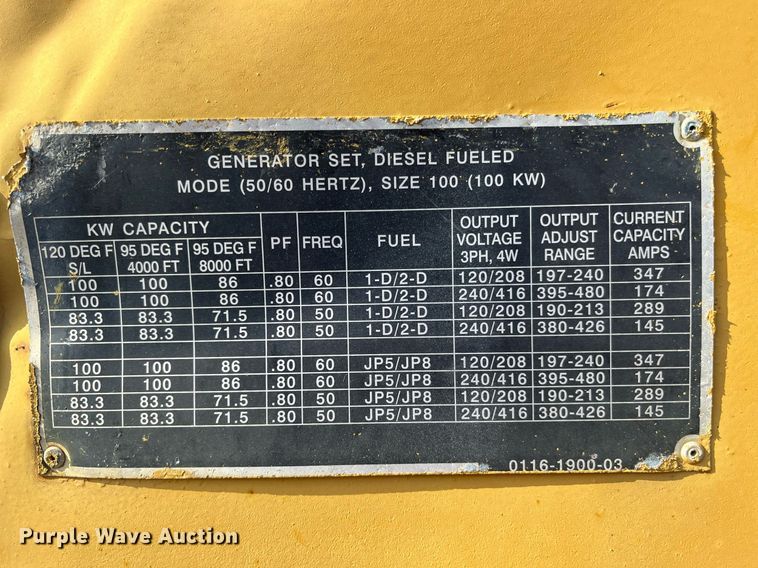 GENERATOR SET, DIESEL FUELED
MODE (50/60 HERTZ), SIZE 100 (100 KW)
KW CAPACITY PF FREQ FUEL OUTPUT VOLTAGE 3PH, 4W OUTPUT ADJUST RANGE CURRENT CAPACITY AMPS
120 DEG F S/L 95 DEG F 4000 FT 95 DEG F 8000 FT
100 100 86 .80 60 1-D/2-D 120/208 197-240 347
100 100 86 .80 60 1-D/2-D 240/416 395-480 174
83.3 83.3 71.5 .80 50 1-D/2-D 120/208 190-213 289
83.3 83.3 71.5 .80 50 1-D/2-D 240/416 380-426 145
100 100 86 .80 60 JP5/JP8 120/208 197-240 347
100 100 86 .80 60 JP5/JP8 240/416 395-480 174
83.3 83.3 71.5 .80 50 JP5/JP8 120/208 190-213 289
83.3 83.3 71.5 .80 50 JP5/JP8 240/416 380-426 145
0116-1900-03
Purple Wave Auction